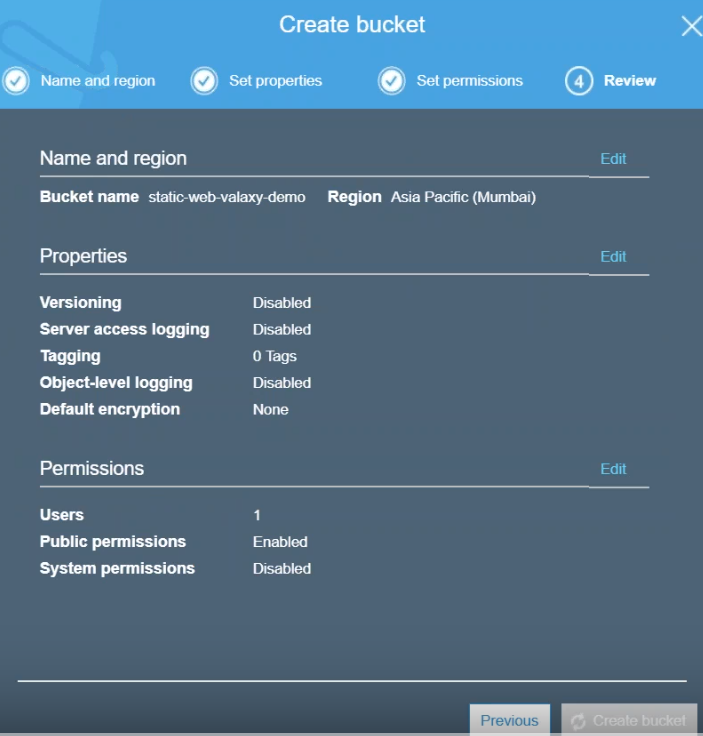 Create bucket
Name and region Set properties Set permissions 4 Review
Name and region Edit
Bucket name static-web-valaxy-demo Region Asia Pacific (Mumbai)
Properties Edit
Versioning Disabled
Server access logging Disabled
Tagging 0 Tags
Object-level logging Disabled
Default encryption None
Permissions Edit
Users 1
Public permissions Enabled
System permissions Disabled
Previous Create bucket